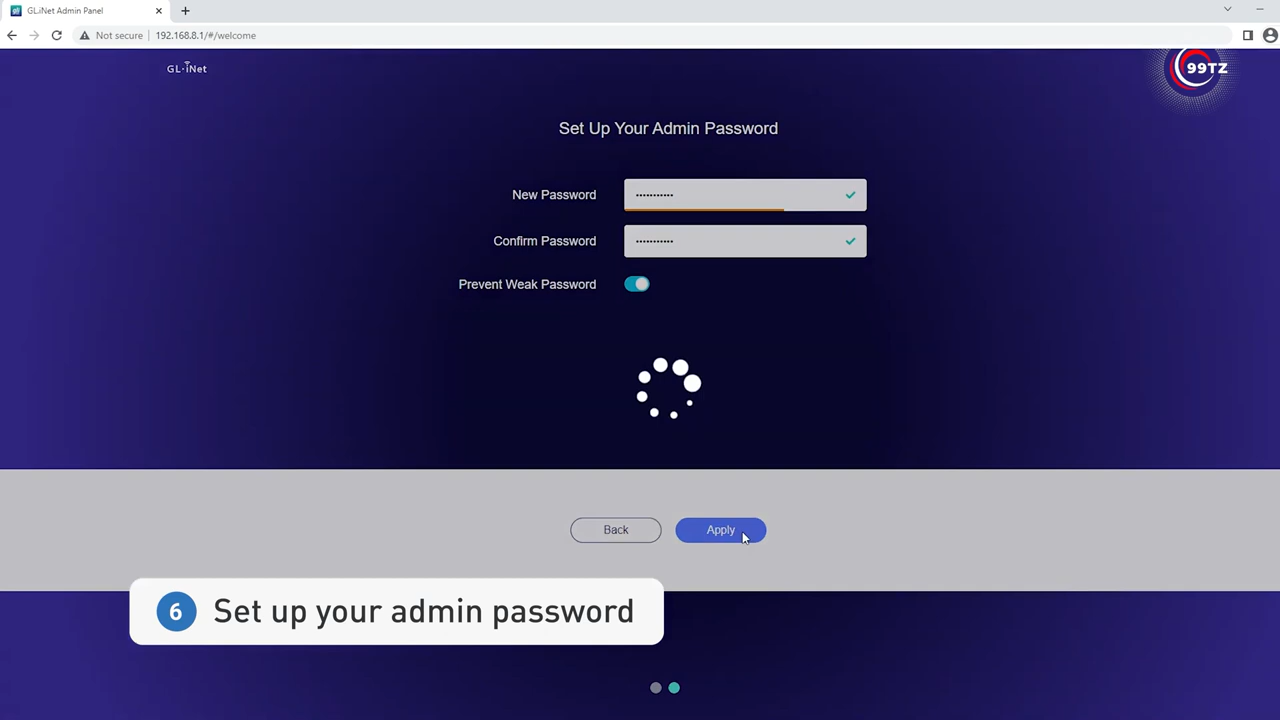 GL.iNet Admin Panel
Not secure
192.168.8.1/#/welcome
GL·iNet
99TZ
Set Up Your Admin Password
New Password
•••••••••••
Confirm Password
•••••••••••
Prevent Weak Password
Back
Apply
6 Set up your admin password